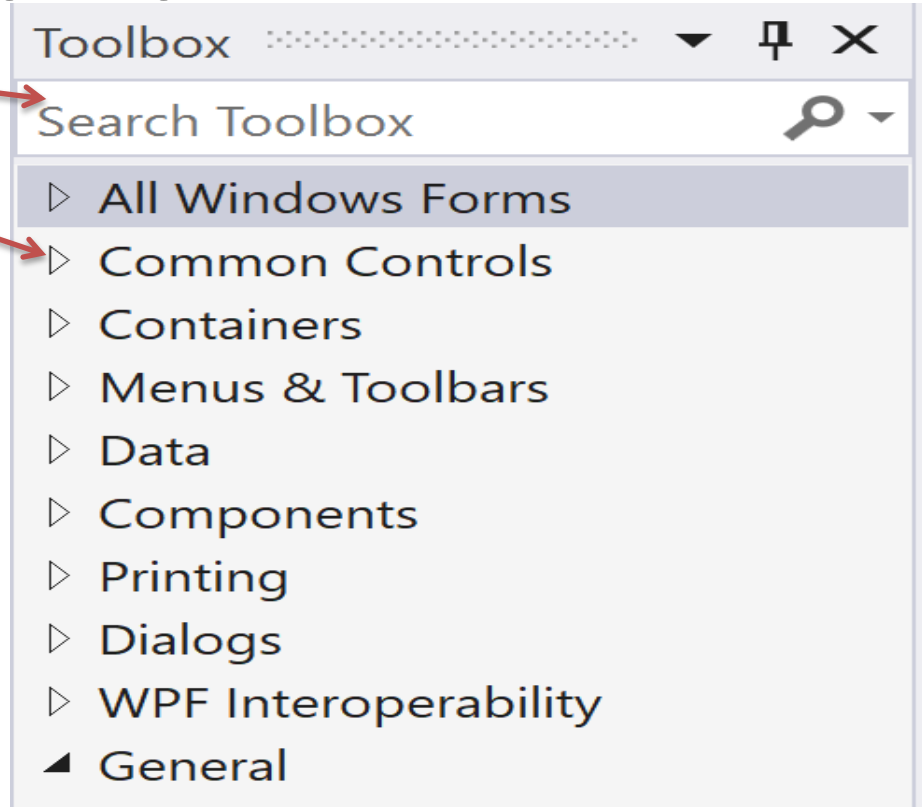 Toolbox
Search Toolbox
All Windows Forms
Common Controls
Containers
Menus & Toolbars
Data
Components
Printing
Dialogs
WPF Interoperability
General